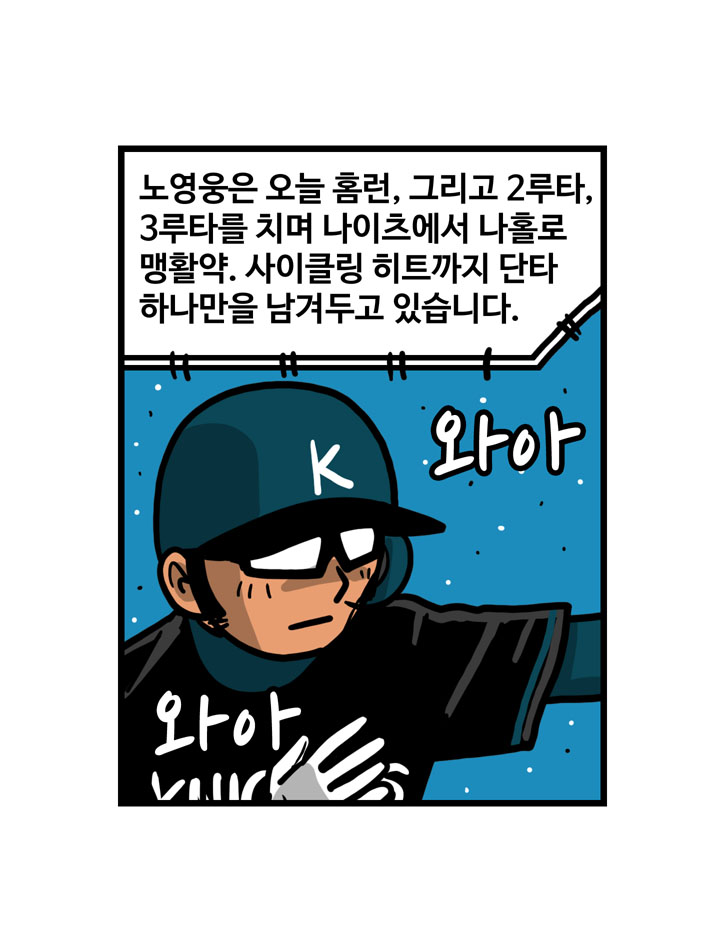 노영웅은 오늘 홈런, 그리고 2루타,
3루타를 치며 나이츠에서 나홀로
맹활약. 사이클링 히트까지 단타
하나만을 남겨두고 있습니다.
와아
K
와아